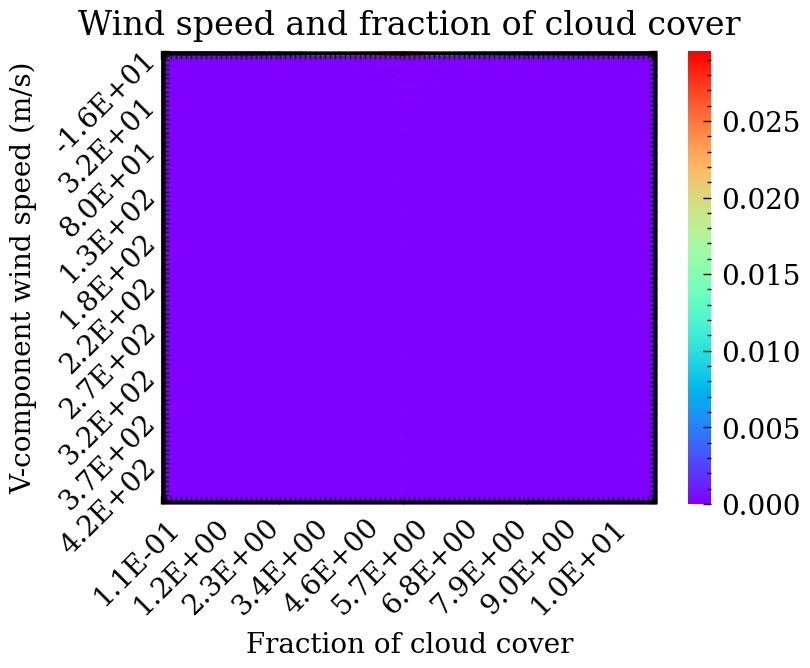 Wind speed and fraction of cloud cover
V-component wind speed (m/s)
-1.6E+01
3.2E+01
8.0E+01
1.3E+02
1.8E+02
2.2E+02
2.7E+02
3.2E+02
3.7E+02
4.2E+02
1.1E-01
1.2E+00
2.3E+00
3.4E+00
4.6E+00
5.7E+00
6.8E+00
7.9E+00
9.0E+00
1.0E+01
Fraction of cloud cover
0.025
0.020
0.015
0.010
0.005
0.000